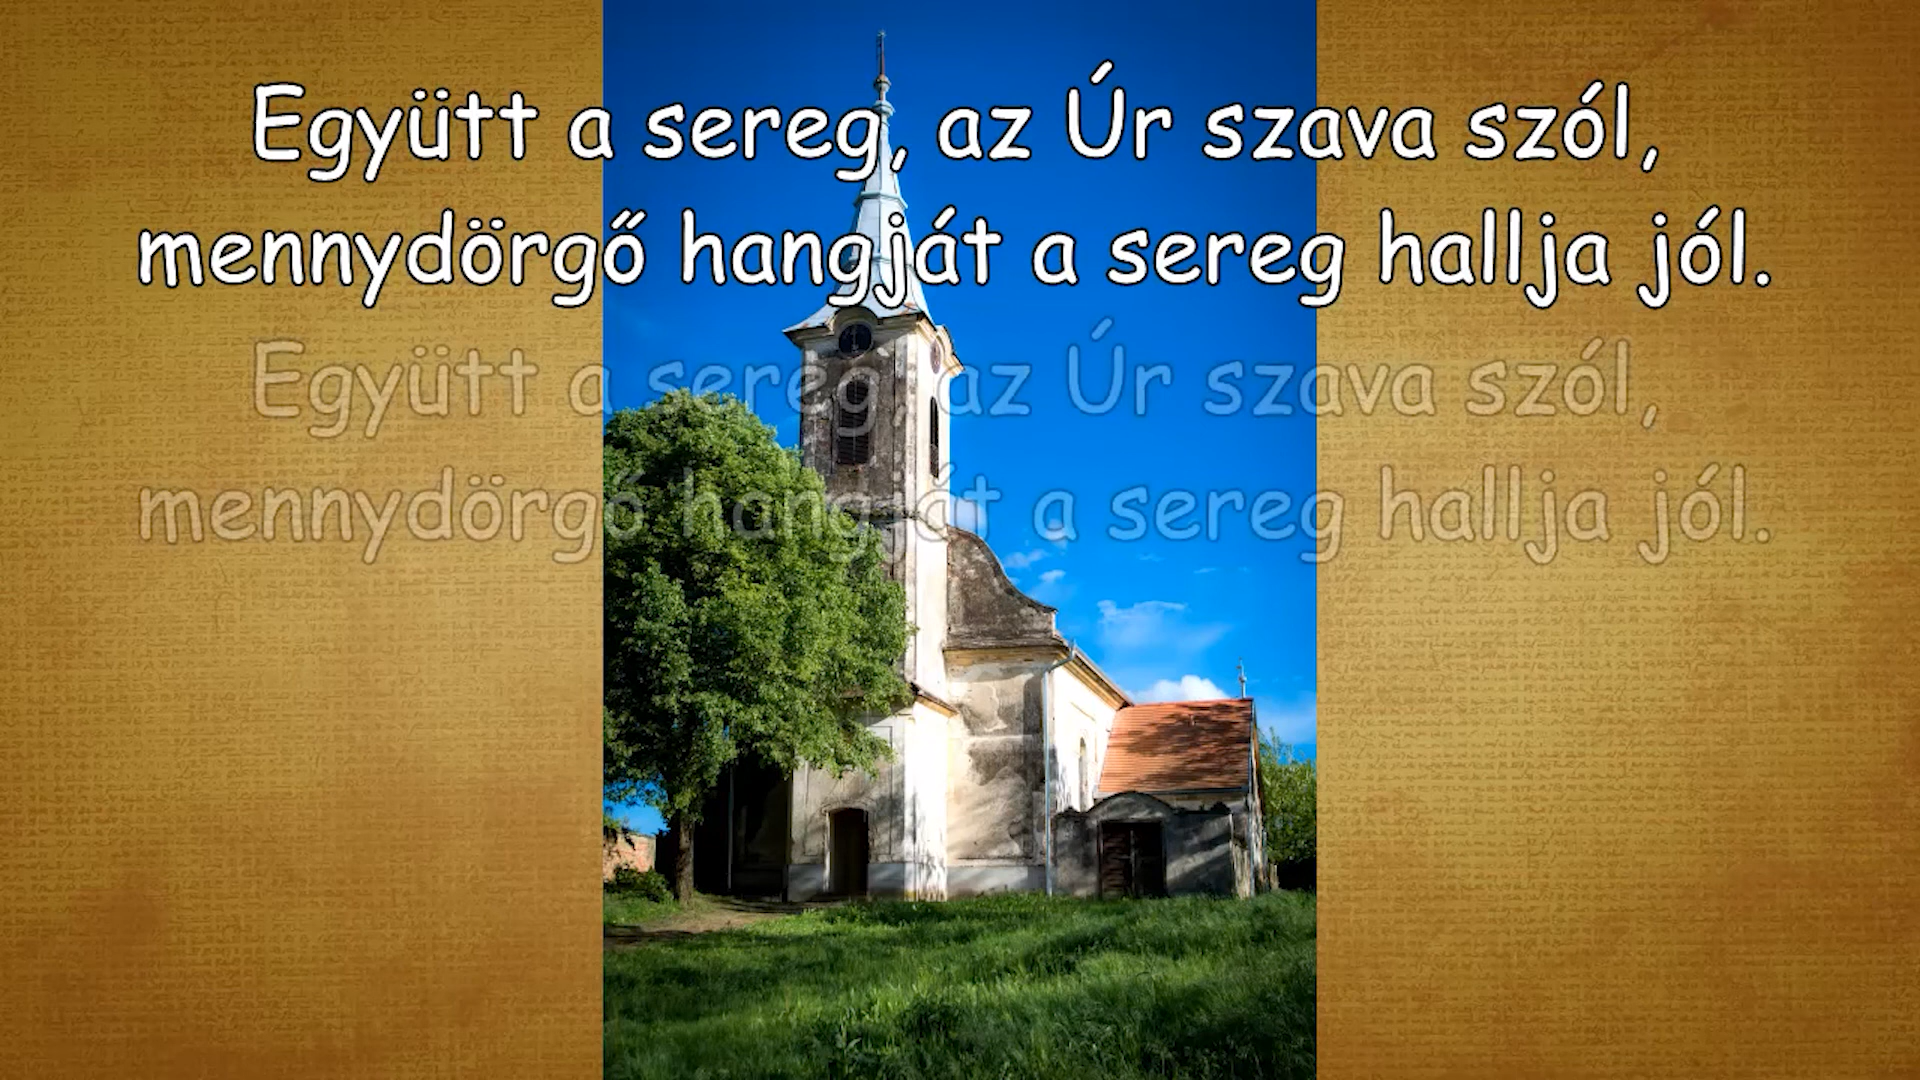 Együtt a sereg, az Úr szava szól,
mennydörgő hangját a sereg hallja jól.
Együtt a sereg, az Úr szava szól,
mennydörgő hangját a sereg hallja jól.